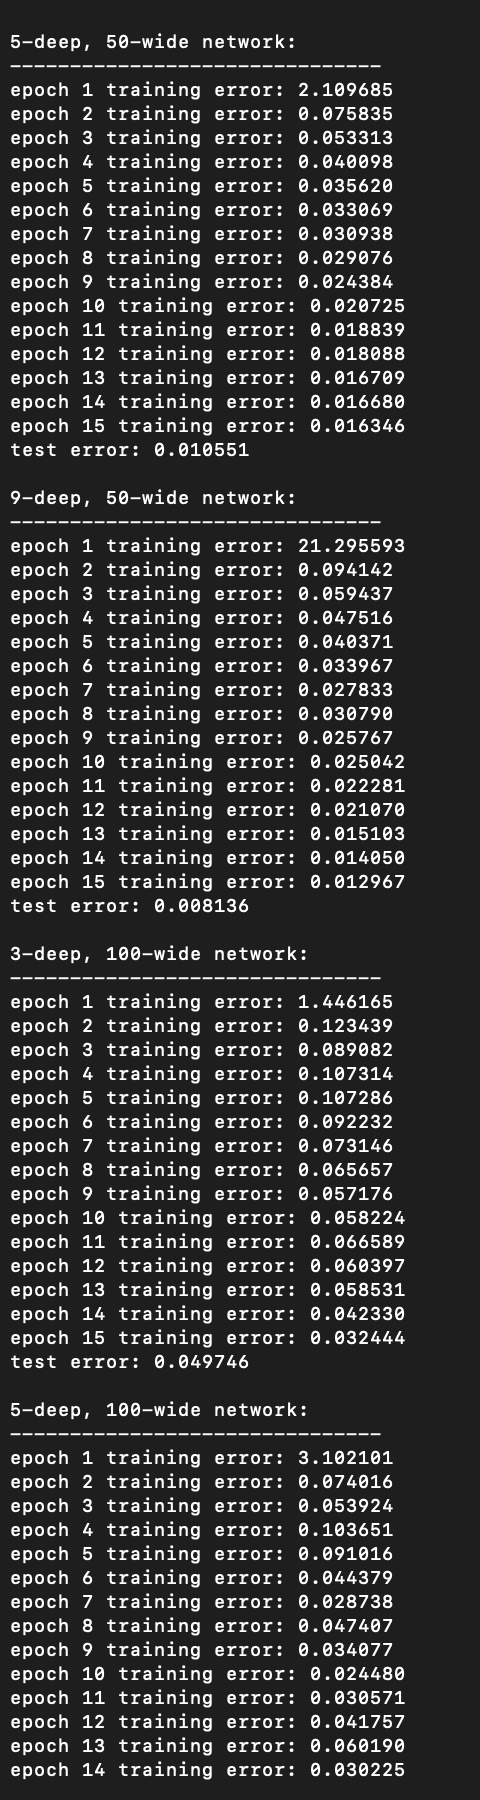 5-deep, 50-wide network:
-------------------------------
epoch 1 training error: 2.109685
epoch 2 training error: 0.075835
epoch 3 training error: 0.053313
epoch 4 training error: 0.040098
epoch 5 training error: 0.035620
epoch 6 training error: 0.033069
epoch 7 training error: 0.030938
epoch 8 training error: 0.029076
epoch 9 training error: 0.024384
epoch 10 training error: 0.020725
epoch 11 training error: 0.018839
epoch 12 training error: 0.018088
epoch 13 training error: 0.016709
epoch 14 training error: 0.016680
epoch 15 training error: 0.016346
test error: 0.010551
9-deep, 50-wide network:
-------------------------------
epoch 1 training error: 21.295593
epoch 2 training error: 0.094142
epoch 3 training error: 0.059437
epoch 4 training error: 0.047516
epoch 5 training error: 0.040371
epoch 6 training error: 0.033967
epoch 7 training error: 0.027833
epoch 8 training error: 0.030790
epoch 9 training error: 0.025767
epoch 10 training error: 0.025042
epoch 11 training error: 0.022281
epoch 12 training error: 0.021070
epoch 13 training error: 0.015103
epoch 14 training error: 0.014050
epoch 15 training error: 0.012967
test error: 0.008136
3-deep, 100-wide network:
-------------------------------
epoch 1 training error: 1.446165
epoch 2 training error: 0.123439
epoch 3 training error: 0.089082
epoch 4 training error: 0.107314
epoch 5 training error: 0.107286
epoch 6 training error: 0.092232
epoch 7 training error: 0.073146
epoch 8 training error: 0.065657
epoch 9 training error: 0.057176
epoch 10 training error: 0.058224
epoch 11 training error: 0.066589
epoch 12 training error: 0.060397
epoch 13 training error: 0.058531
epoch 14 training error: 0.042330
epoch 15 training error: 0.032444
test error: 0.049746
5-deep, 100-wide network:
-------------------------------
epoch 1 training error: 3.102101
epoch 2 training error: 0.074016
epoch 3 training error: 0.053924
epoch 4 training error: 0.103651
epoch 5 training error: 0.091016
epoch 6 training error: 0.044379
epoch 7 training error: 0.028738
epoch 8 training error: 0.047407
epoch 9 training error: 0.034077
epoch 10 training error: 0.024480
epoch 11 training error: 0.030571
epoch 12 training error: 0.041757
epoch 13 training error: 0.060190
epoch 14 training error: 0.030225